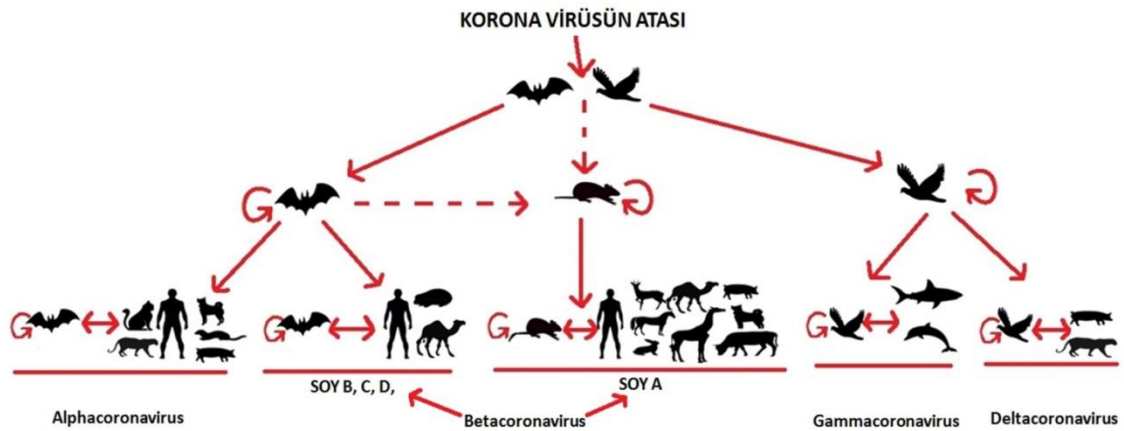 KORONA VİRÜSÜN ATASI
SOY B, C, D,
SOY A
Alphacoronavirus
Betacoronavirus
Gammacoronavirus
Deltacoronavirus